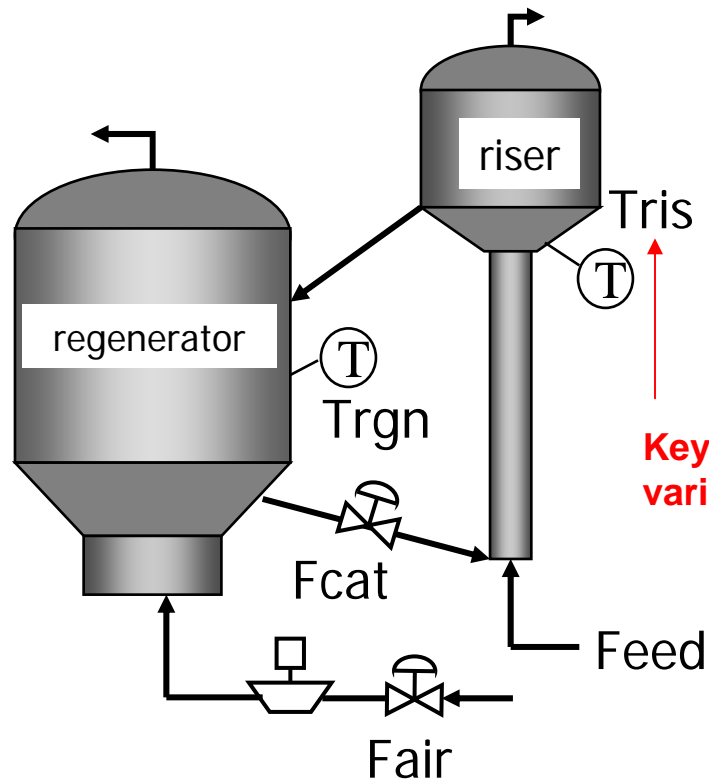 riser
Tris
T
regenerator
T
Trgn
Key
vari
Fcat
Feed
Fair